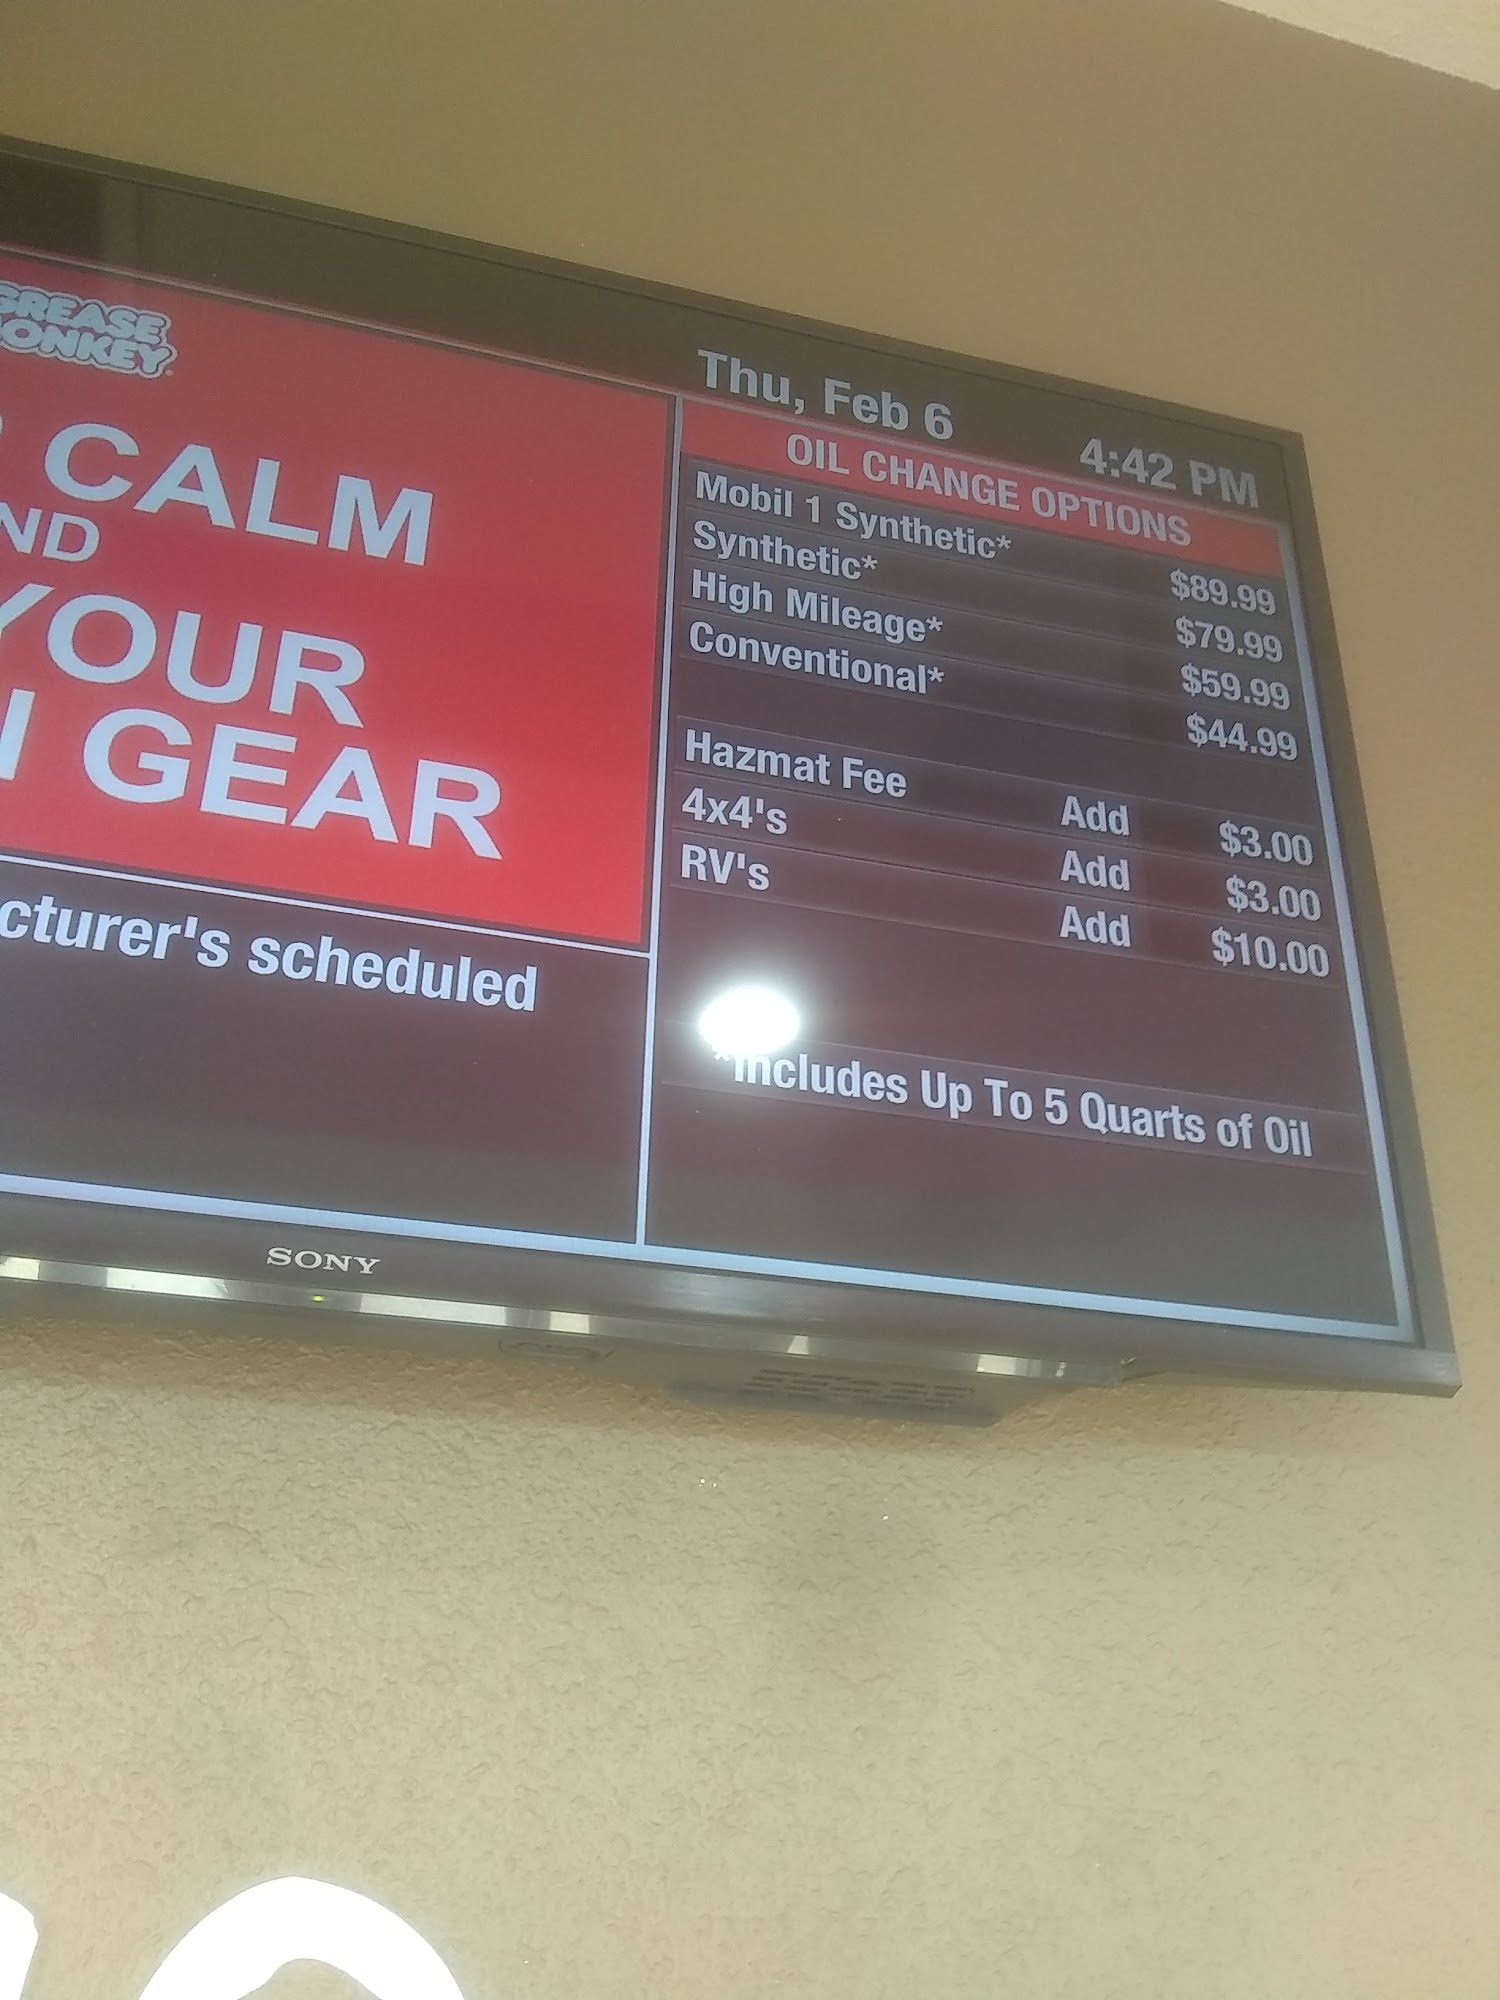 GREASE
ONKEY
CALM
ND
YOUR
GEAR
cturer's scheduled
Thu, Feb 6
4:42 PM
OIL CHANGE OPTIONS
Mobil 1 Synthetic* $89.99
Synthetic* $79.99
High Mileage* $59.99
Conventional* $44.99
Hazmat Fee Add $3.00
4x4's Add $3.00
RV's Add $10.00
*Includes Up To 5 Quarts of Oil
SONY